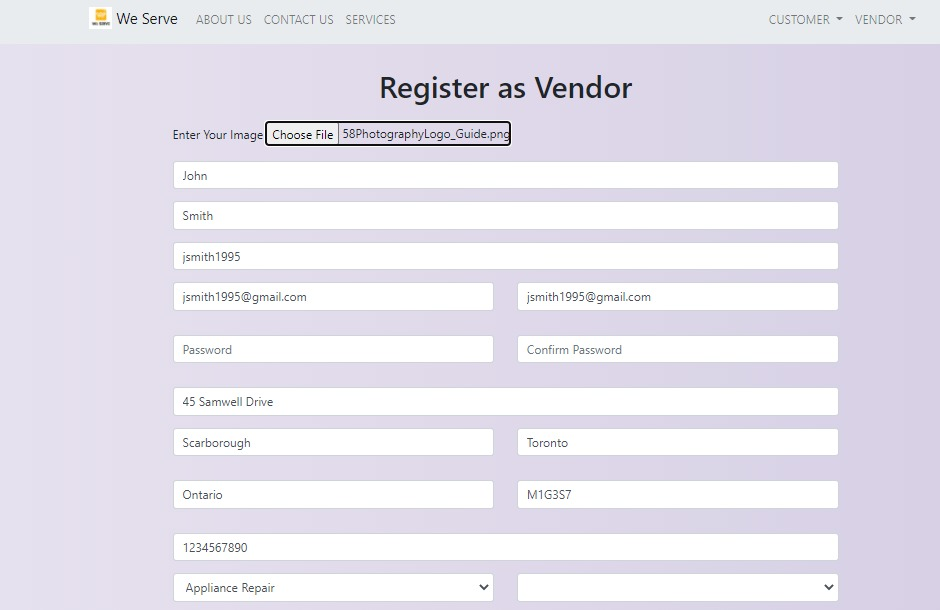 We Serve ABOUT US CONTACT US SERVICES CUSTOMER VENDOR
Register as Vendor
Enter Your Image Choose File 58PhotographyLogo_Guide.png
John
Smith
jsmith1995
jsmith1995@gmail.com jsmith1995@gmail.com
Password Confirm Password
45 Samwell Drive
Scarborough Toronto
Ontario M1G3S7
1234567890
Appliance Repair